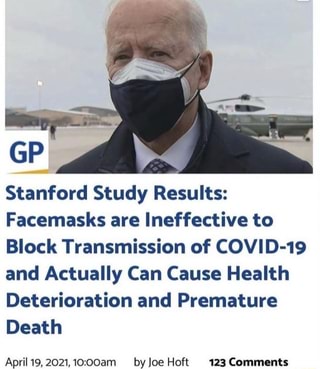 GP
Stanford Study Results:
Facemasks are Ineffective to
Block Transmission of COVID-19
and Actually Can Cause Health
Deterioration and Premature
Death
April 19, 2021, 10:00am by Joe Hoft 123 Comments